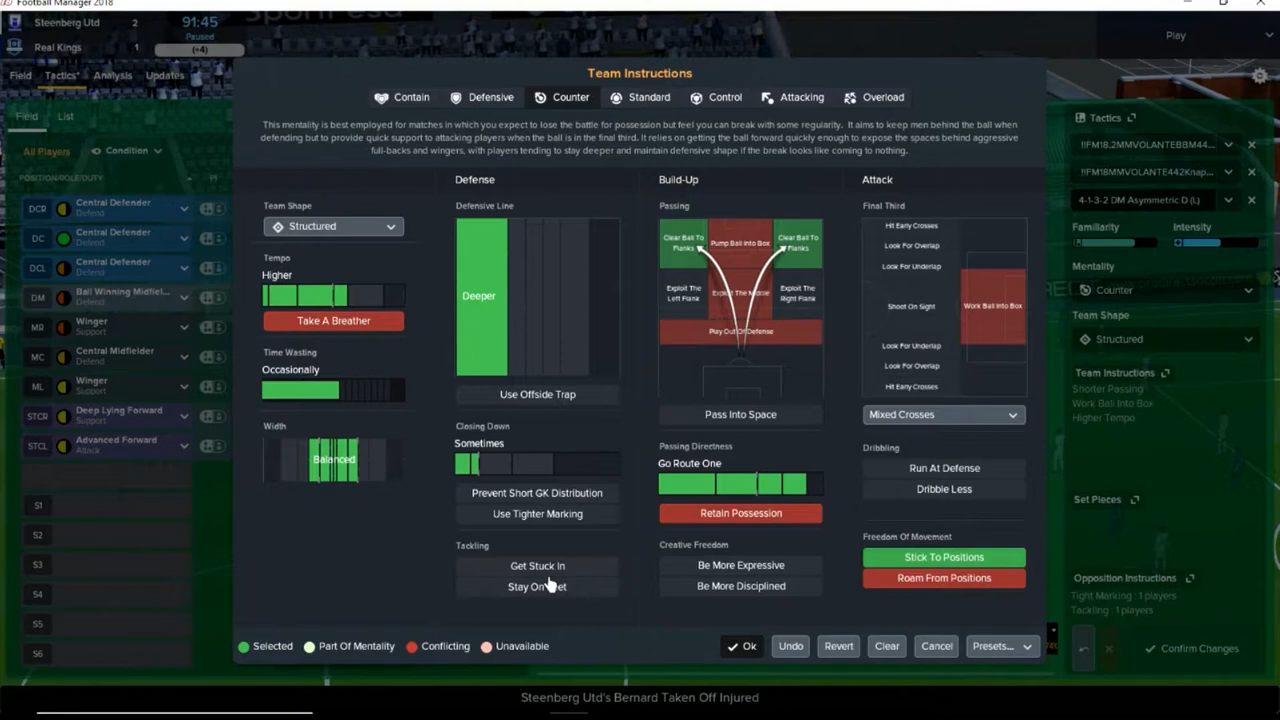 Football Manager 2018
Steenberg Utd 2
Real Kings 1
91:45
Paused
(+4)
Play
Field Tactics* Analysis Updates
Field List
All Players Condition
POSITION/ROLE/DUTY
DCR Central Defender
Defend
DC Central Defender
Defend
DCL Central Defender
Defend
DM Ball Winning Midfiel...
Defend
MR Winger
Support
MC Central Midfielder
Defend
ML Winger
Support
STCR Deep Lying Forward
Support
STCL Advanced Forward
Attack
S1
S2
S3
S4
S5
S6
Team Instructions
Contain Defensive Counter Standard Control Attacking Overload
This mentality is best employed for matches in which you expect to lose the battle for possession but feel you can break with some regularity. It aims to keep men behind the ball when
defending but to provide quick support to attacking players when the ball is in the final third. It relies on getting the ball forward quickly enough to expose the spaces behind aggressive
full-backs and wingers, with players tending to stay deeper and maintain defensive shape if the break looks like coming to nothing.
Team Shape
Structured
Tempo
Higher
Take A Breather
Time Wasting
Occasionally
Width
Balanced
Defense
Defensive Line
Deeper
Use Offside Trap
Closing Down
Sometimes
Prevent Short GK Distribution
Use Tighter Marking
Tackling
Get Stuck In
Build-Up
Passing
Clear Ball To
Flanks
Pump Ball Into Box
Clear Ball To
Flanks
Exploit The
Left Flank
Exploit The Middle
Exploit The
Right Flank
Play Out Of Defense
Pass Into Space
Passing Directness
Go Route One
Retain Possession
Creative Freedom
Be More Expressive
Be More Disciplined
Attack
Final Third
Hit Early Crosses
Look For Overlap
Look For Underlap
Shoot On Sight
Work Ball Into Box
Look For Underlap
Look For Overlap
Hit Early Crosses
Mixed Crosses
Dribbling
Run At Defense
Dribble Less
Freedom Of Movement
Stick To Positions
Roam From Positions
Selected Part Of Mentality Conflicting Unavailable
Ok Undo Revert Clear Cancel Presets...
Tactics
!!FM18.2MMVOLANTEBBM44...
!!FM18MMVOLANTE442Knap...
4-1-3-2 DM Asymmetric D (L)
Familiarity Intensity
Mentality
Counter
Team Shape
Structured
Team Instructions
Shorter Passing
Work Ball Into Box
Higher Tempo
Set Pieces
Opposition Instructions
Tight Marking : 1 players
Tackling : 1 players
Confirm Changes
Steenberg Utd's Bernard Taken Off Injured